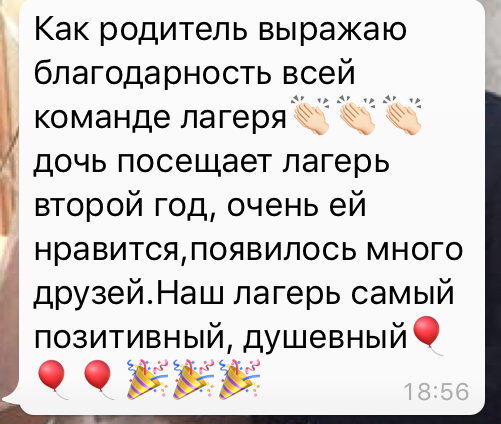 Как родитель выражаю
благодарность всей
команде лагеря👏🏻👏🏻👏🏻
дочь посещает лагерь
второй год, очень ей
нравится,появилось много
друзей.Наш лагерь самый
позитивный, душевный🎈
🎈🎈🎉🎉🎉
18:56